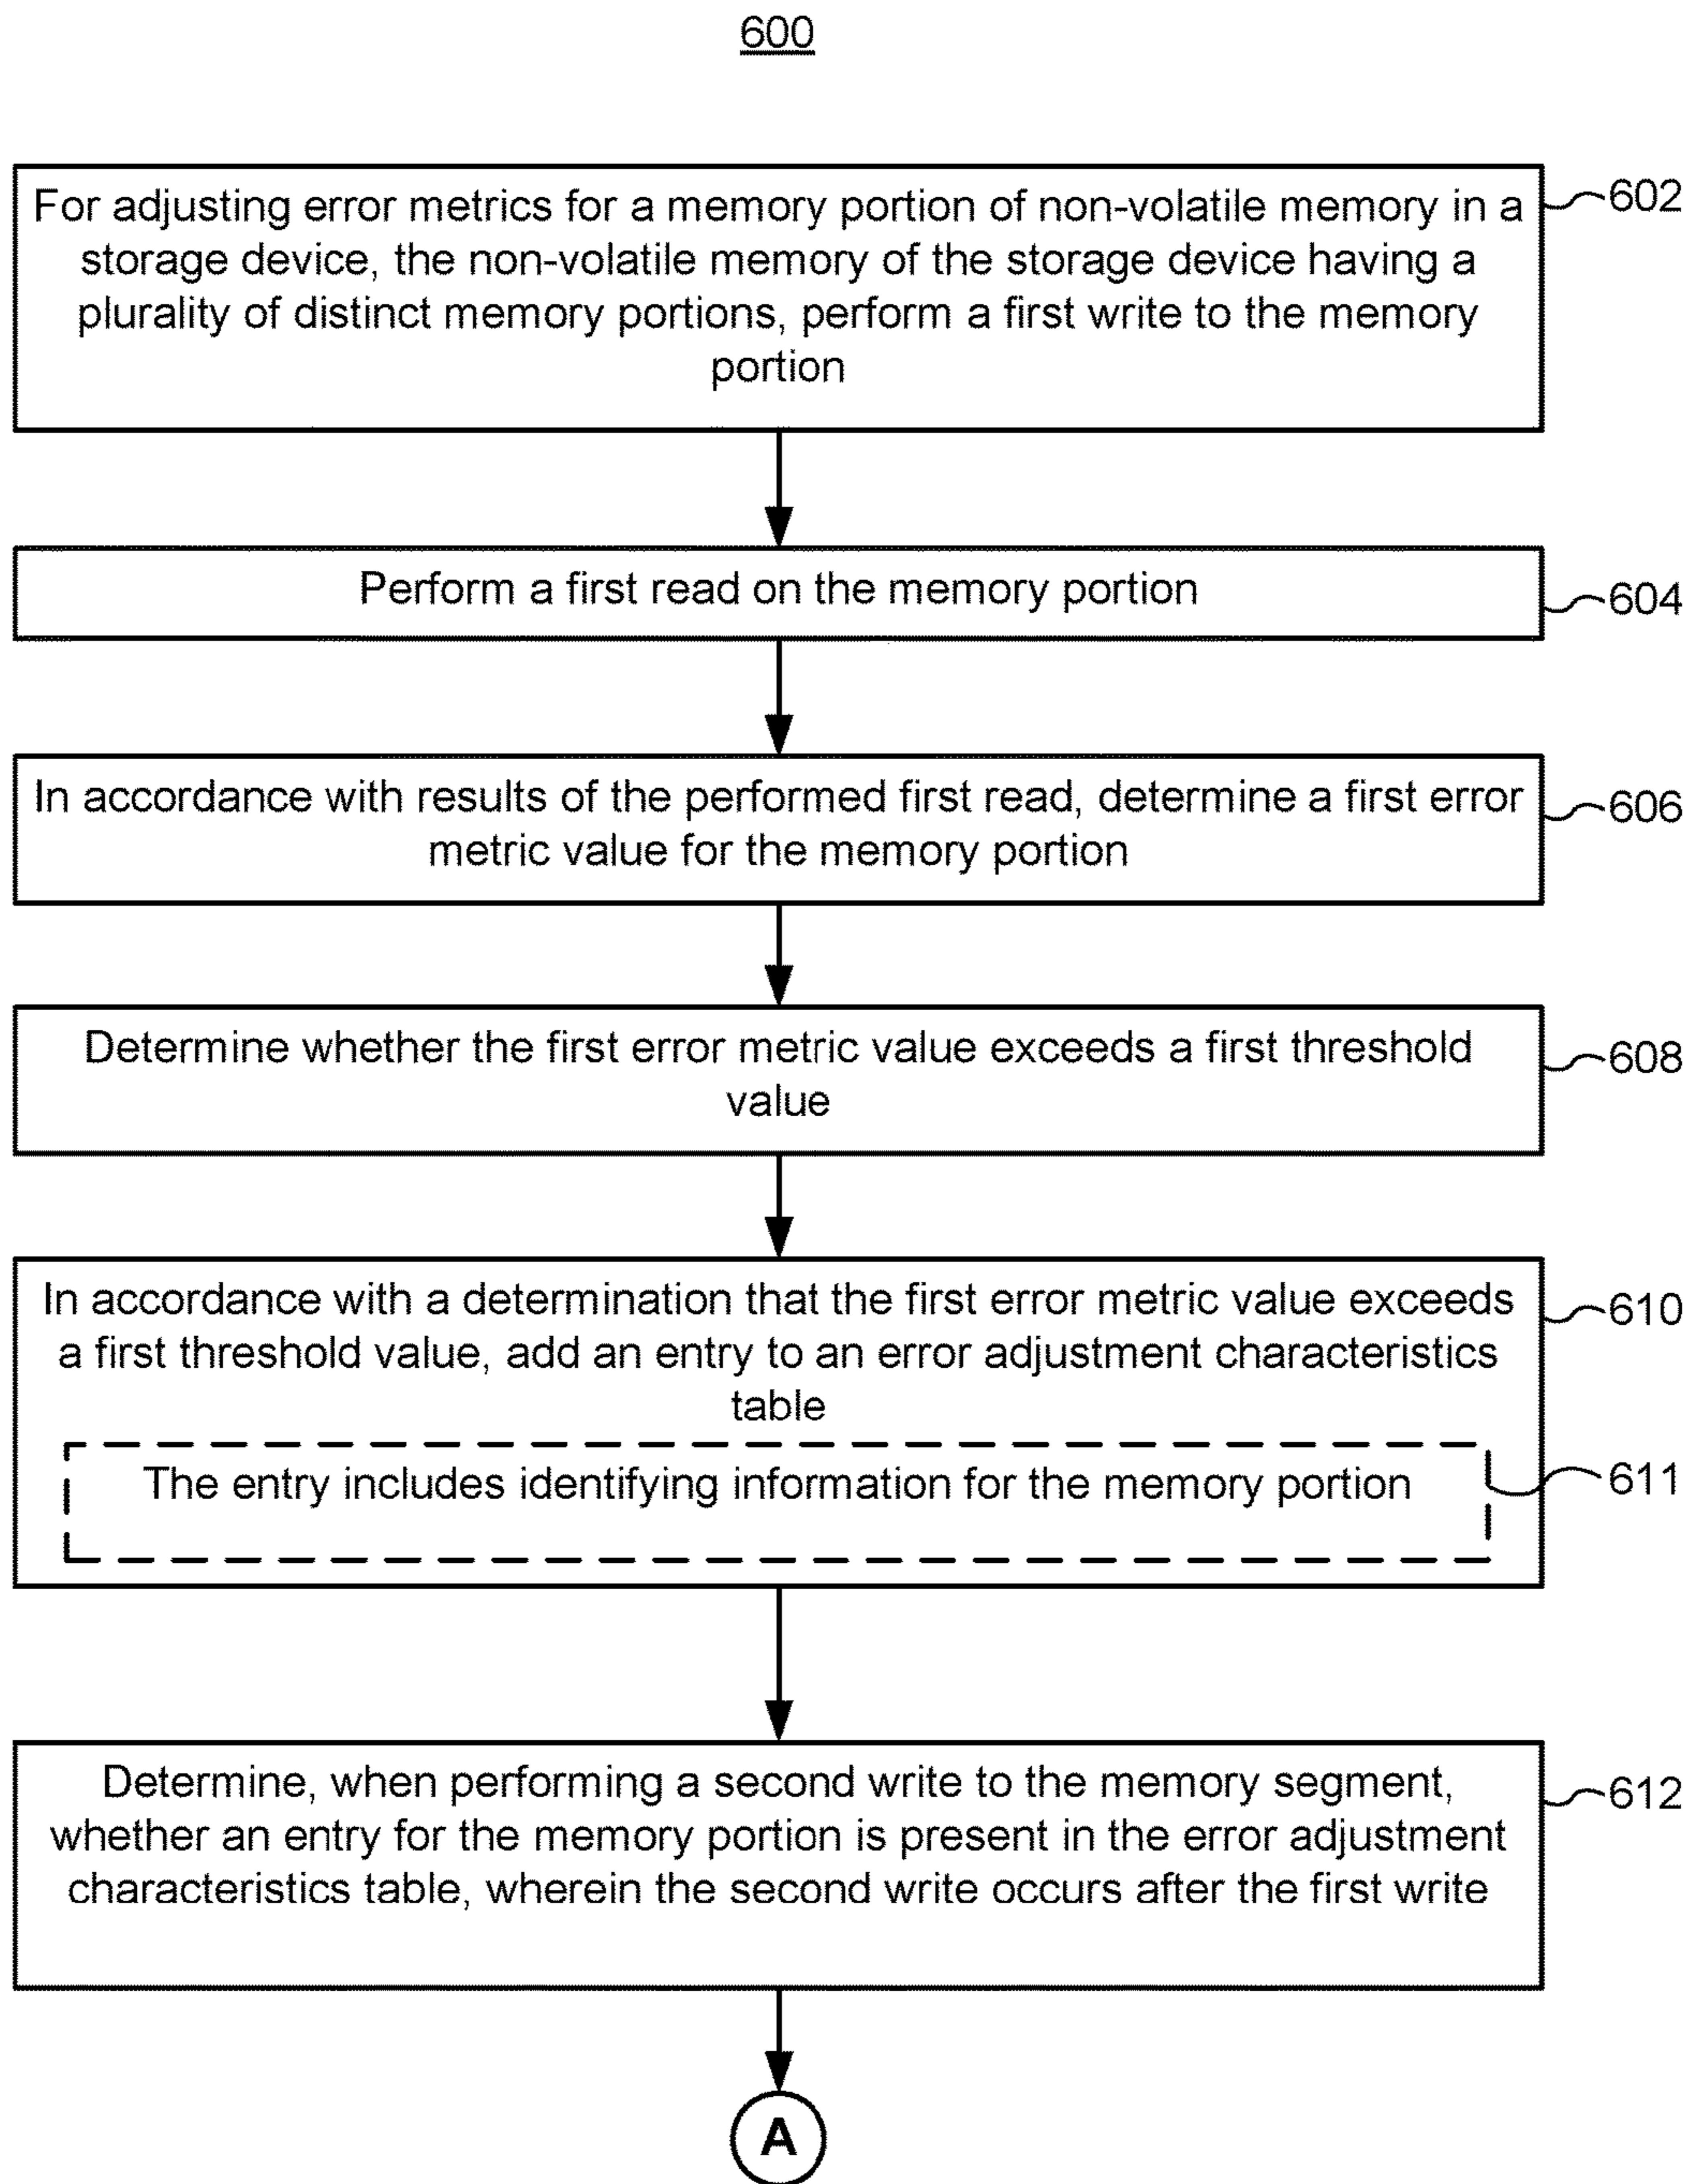 600
For adjusting error metrics for a memory portion of non-volatile memory in a
storage device, the non-volatile memory of the storage device having a
plurality of distinct memory portions, perform a first write to the memory
portion
602
Perform a first read on the memory portion
604
In accordance with results of the performed first read, determine a first error
metric value for the memory portion
606
Determine whether the first error metric value exceeds a first threshold
value
608
In accordance with a determination that the first error metric value exceeds
a first threshold value, add an entry to an error adjustment characteristics
table
610
The entry includes identifying information for the memory portion
611
Determine, when performing a second write to the memory segment,
whether an entry for the memory portion is present in the error adjustment
characteristics table, wherein the second write occurs after the first write
612
A